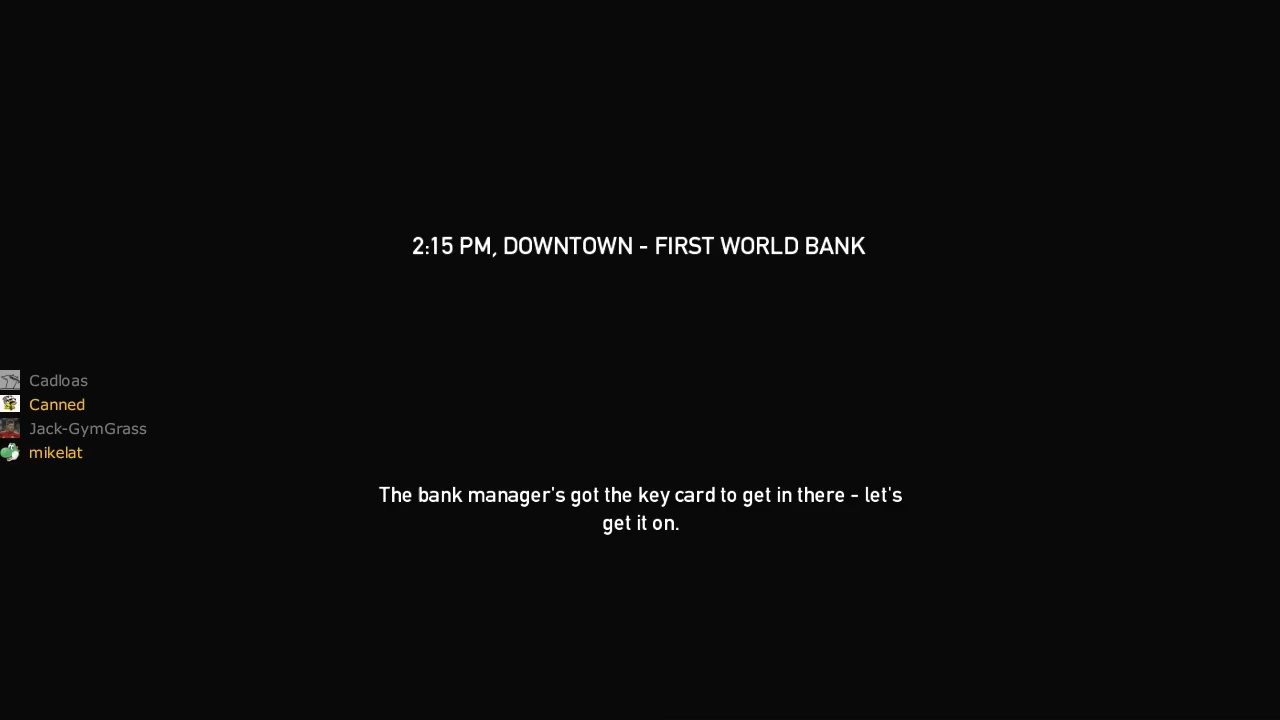 2:15 PM, DOWNTOWN - FIRST WORLD BANK
Cadloas
Canned
Jack-GymGrass
mikelat
The bank manager's got the key card to get in there - let's
get it on.